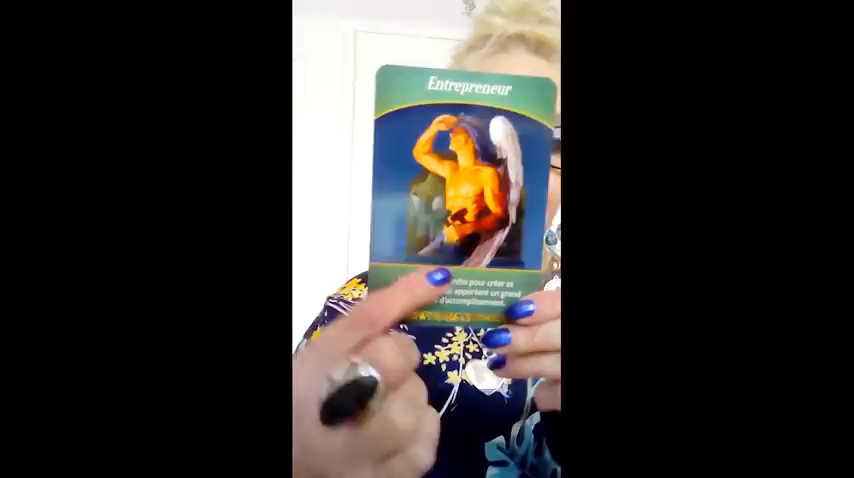 Entrepreneur
pour créer et
apportant un grand
d'accomplissement.